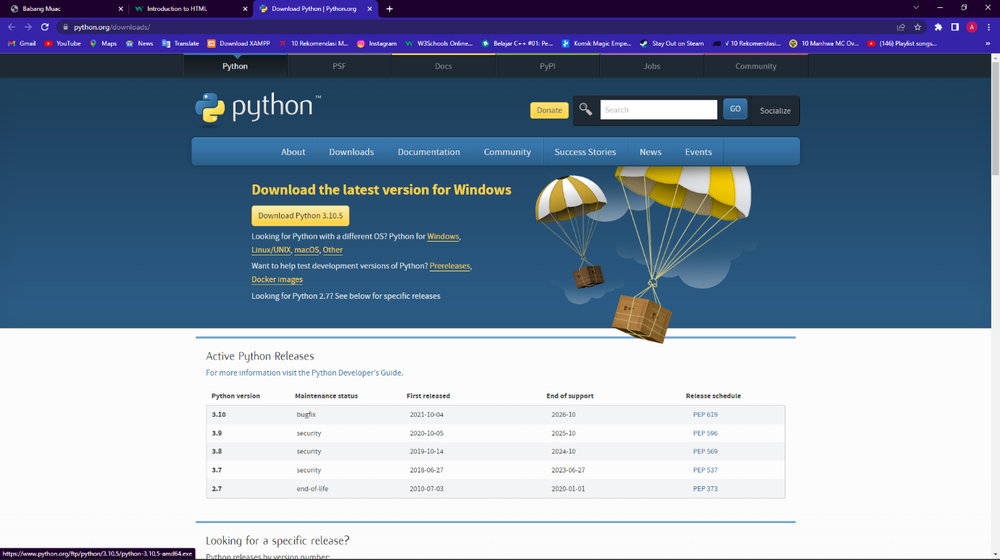 Babang Muac
Introduction to HTML
Download Python | Python.org
python.org/downloads/
A
Gmail
YouTube
Maps
News
Translate
Download XAMPP
10 Rekomendasi M...
Instagram
W3Schools Online...
Belajar C++ #01: Pe...
Komik Magic Empe...
Stay Out on Steam
√ 10 Rekomendasi...
10 Manhwa MC Ov...
(146) Playlist songs...
»
Python
PSF
Docs
PyPI
Jobs
Community
python™
Donate
Search
GO
Socialize
About
Downloads
Documentation
Community
Success Stories
News
Events
Download the latest version for Windows
Download Python 3.10.5
Looking for Python with a different OS? Python for Windows,
Linux/UNIX, macOS, Other
Want to help test development versions of Python? Prereleases,
Docker images
Looking for Python 2.7? See below for specific releases
Active Python Releases
For more information visit the Python Developer's Guide.
Python version Maintenance status First released End of support Release schedule
3.10 bugfix 2021-10-04 2026-10 PEP 619
3.9 security 2020-10-05 2025-10 PEP 596
3.8 security 2019-10-14 2024-10 PEP 569
3.7 security 2018-06-27 2023-06-27 PEP 537
2.7 end-of-life 2010-07-03 2020-01-01 PEP 373
Looking for a specific release?
Python releases by version number:
https://www.python.org/ftp/python/3.10.5/python-3.10.5-amd64.exe